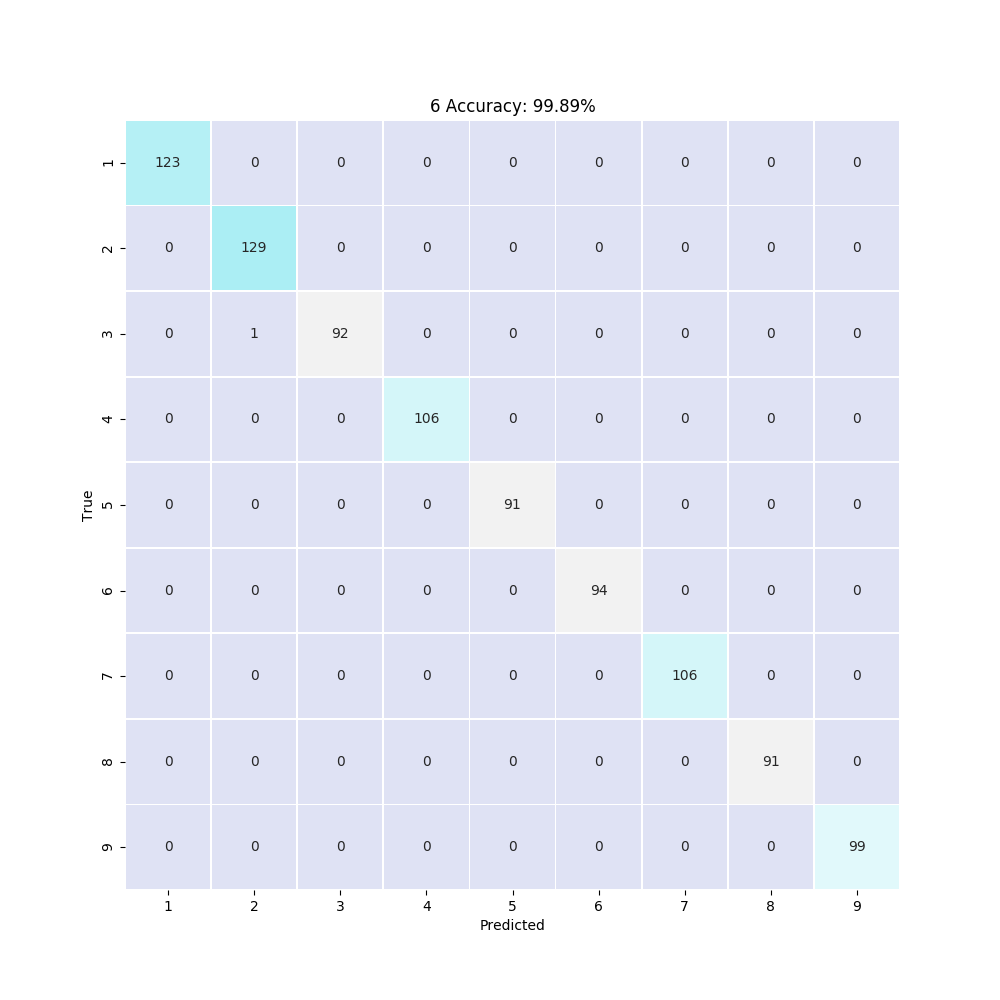 6 Accuracy: 99.89%
1 123 0 0 0 0 0 0 0 0
2 0 129 0 0 0 0 0 0 0
3 0 1 92 0 0 0 0 0 0
4 0 0 0 106 0 0 0 0 0
True
5 0 0 0 0 91 0 0 0 0
6 0 0 0 0 0 94 0 0 0
7 0 0 0 0 0 0 106 0 0
8 0 0 0 0 0 0 0 91 0
9 0 0 0 0 0 0 0 0 99
1 2 3 4 5 6 7 8 9
Predicted